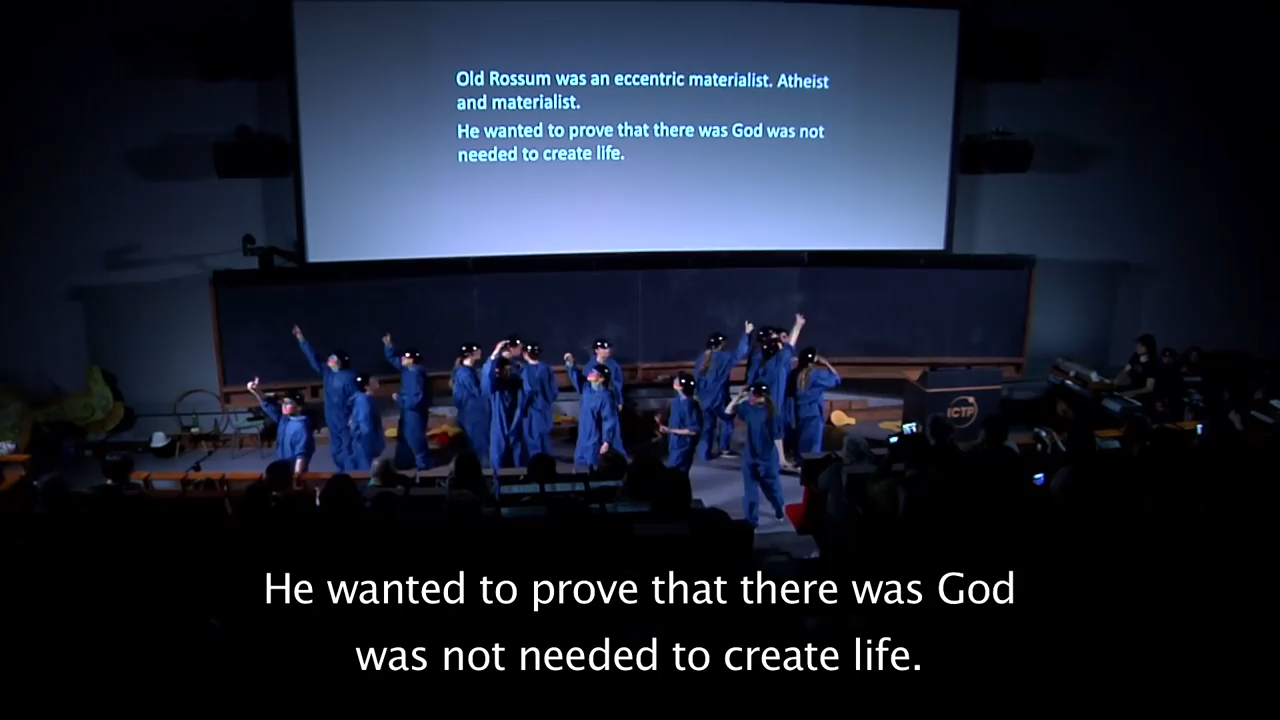 Old Rossum was an eccentric materialist. Atheist
and materialist.
He wanted to prove that there was God was not
needed to create life.
ICTP
He wanted to prove that there was God
was not needed to create life.